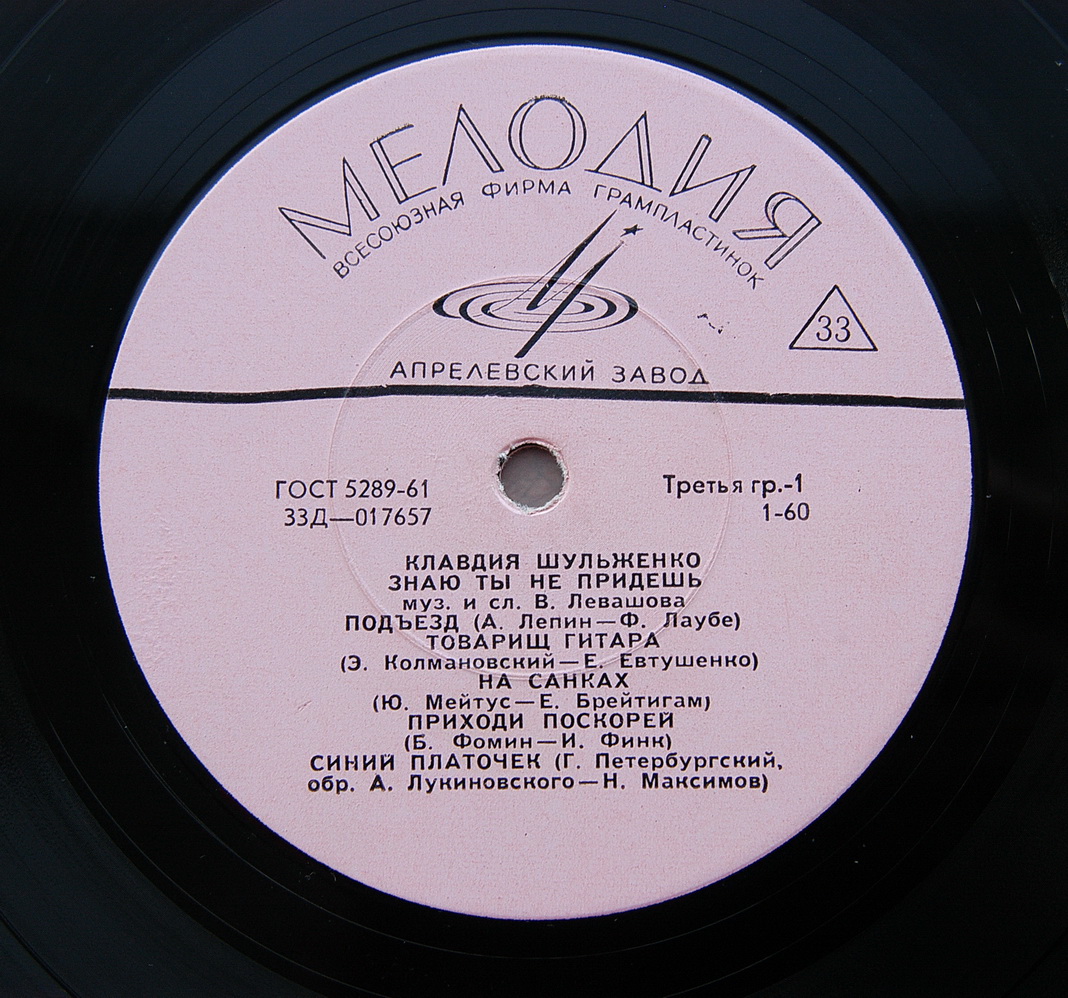 МЕЛОДИЯ
ВСЕСОЮЗНАЯ ФИРМА ГРАМПЛАСТИНОК
33
АПРЕЛЕВСКИЙ ЗАВОД
ГОСТ 5289-61
33Д—017657
Третья гр.-1
1-60
КЛАВДИЯ ШУЛЬЖЕНКО
ЗНАЮ ТЫ НЕ ПРИДЕШЬ
муз. и сл. В. Левашова
ПОДЪЕЗД (А. Лепин—Ф. Лаубе)
ТОВАРИЩ ГИТАРА
(Э. Колмановский—Е. Евтушенко)
НА САНКАХ
(Ю. Мейтус—Е. Брейтигам)
ПРИХОДИ ПОСКОРЕЙ
(Б. Фомин—И. Финк)
СИНИЙ ПЛАТОЧЕК (Г. Петербургский,
обр. А. Лукиновского—Н. Максимов)